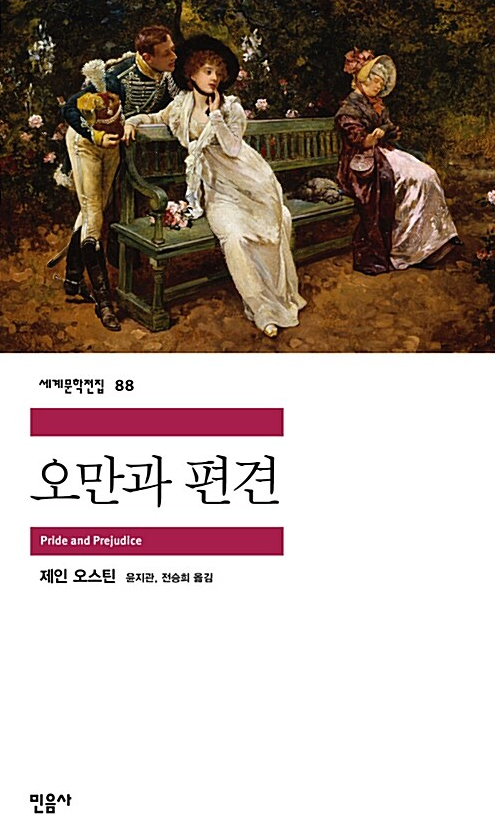 세계문학전집 88
오만과 편견
Pride and Prejudice
제인 오스틴 윤지관, 전승희 옮김
민음사